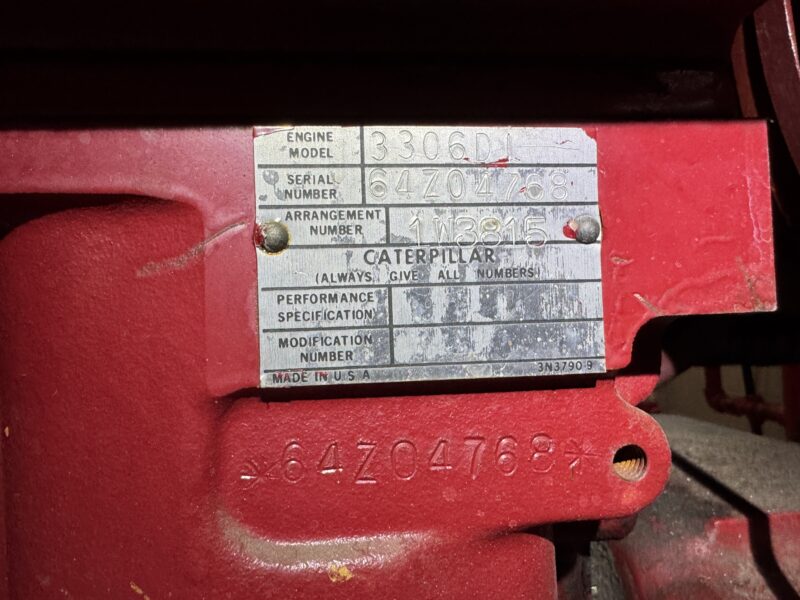 ENGINE MODEL 3306DI
SERIAL NUMBER 64Z04768
ARRANGEMENT NUMBER 1W3815
CATERPILLAR
(ALWAYS GIVE ALL NUMBERS)
PERFORMANCE SPECIFICATION
MODIFICATION NUMBER
MADE IN U S A 3N3790 9
*64Z04768*